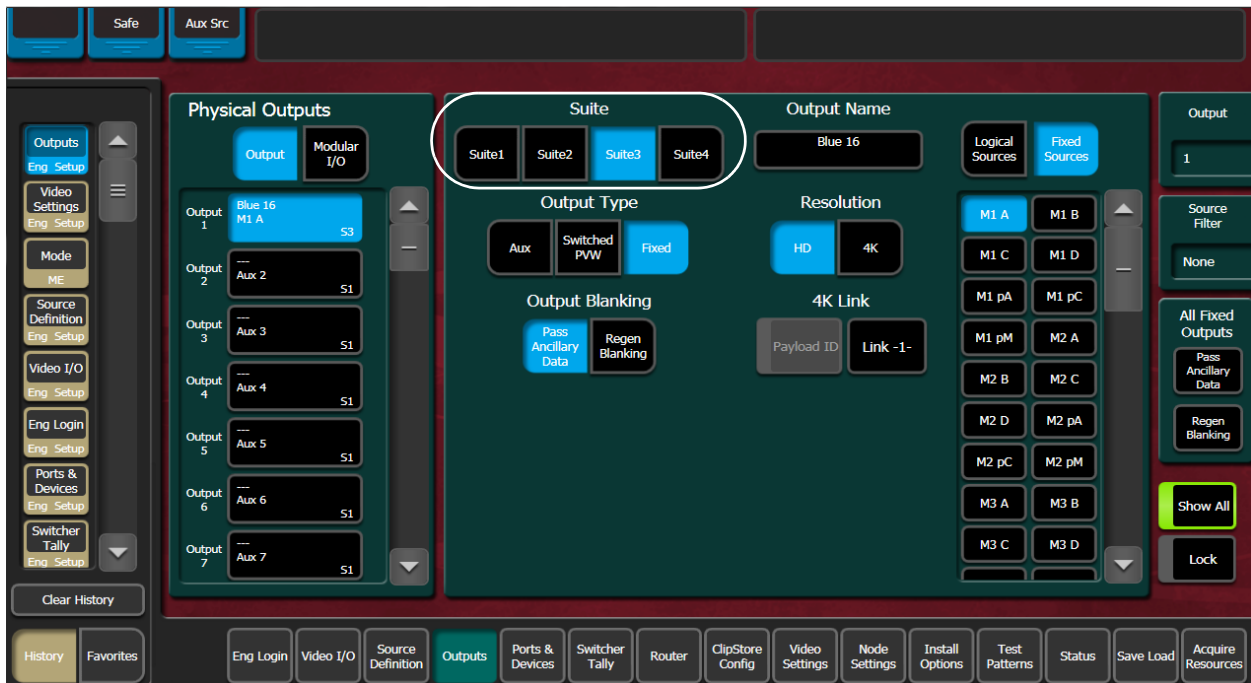 Safe
Aux Src
Outputs
Eng Setup
Video
Settings
Eng Setup
Mode
ME
Source
Definition
Eng Setup
Video I/O
Eng Setup
Eng Login
Eng Setup
Ports &
Devices
Eng Setup
Switcher
Tally
Eng Setup
Clear History
History
Favorites
Physical Outputs
Output
Modular
I/O
Output
1
Blue 16
M1 A
S3
Output
2
---
Aux 2
S1
Output
3
---
Aux 3
S1
Output
4
---
Aux 4
S1
Output
5
---
Aux 5
S1
Output
6
---
Aux 6
S1
Output
7
---
Aux 7
S1
Suite
Suite1
Suite2
Suite3
Suite4
Output Type
Aux
Switched
PVW
Fixed
Output Blanking
Pass
Ancillary
Data
Regen
Blanking
Output Name
Blue 16
Resolution
HD
4K
4K Link
Payload ID
Link -1-
Logical
Sources
Fixed
Sources
M1 A
M1 B
M1 C
M1 D
M1 pA
M1 pC
M1 pM
M2 A
M2 B
M2 C
M2 D
M2 pA
M2 pC
M2 pM
M3 A
M3 B
M3 C
M3 D
Output
1
Source
Filter
None
All Fixed
Outputs
Pass
Ancillary
Data
Regen
Blanking
Show All
Lock
Eng Login
Video I/O
Source
Definition
Outputs
Ports &
Devices
Switcher
Tally
Router
ClipStore
Config
Video
Settings
Node
Settings
Install
Options
Test
Patterns
Status
Save Load
Acquire
Resources